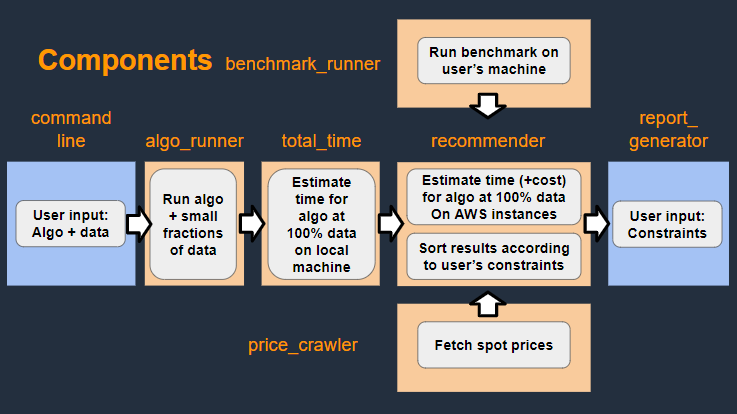 Components
benchmark_runner
Run benchmark on
user's machine
command
line
algo_runner
total_time
recommender
report_
generator
User input:
Algo + data
Run algo
+ small
fractions
of data
Estimate
time for
algo at
100% data
on local
machine
Estimate time (+cost)
for algo at 100% data
On AWS instances
Sort results according
to user's constraints
User input:
Constraints
price_crawler
Fetch spot prices